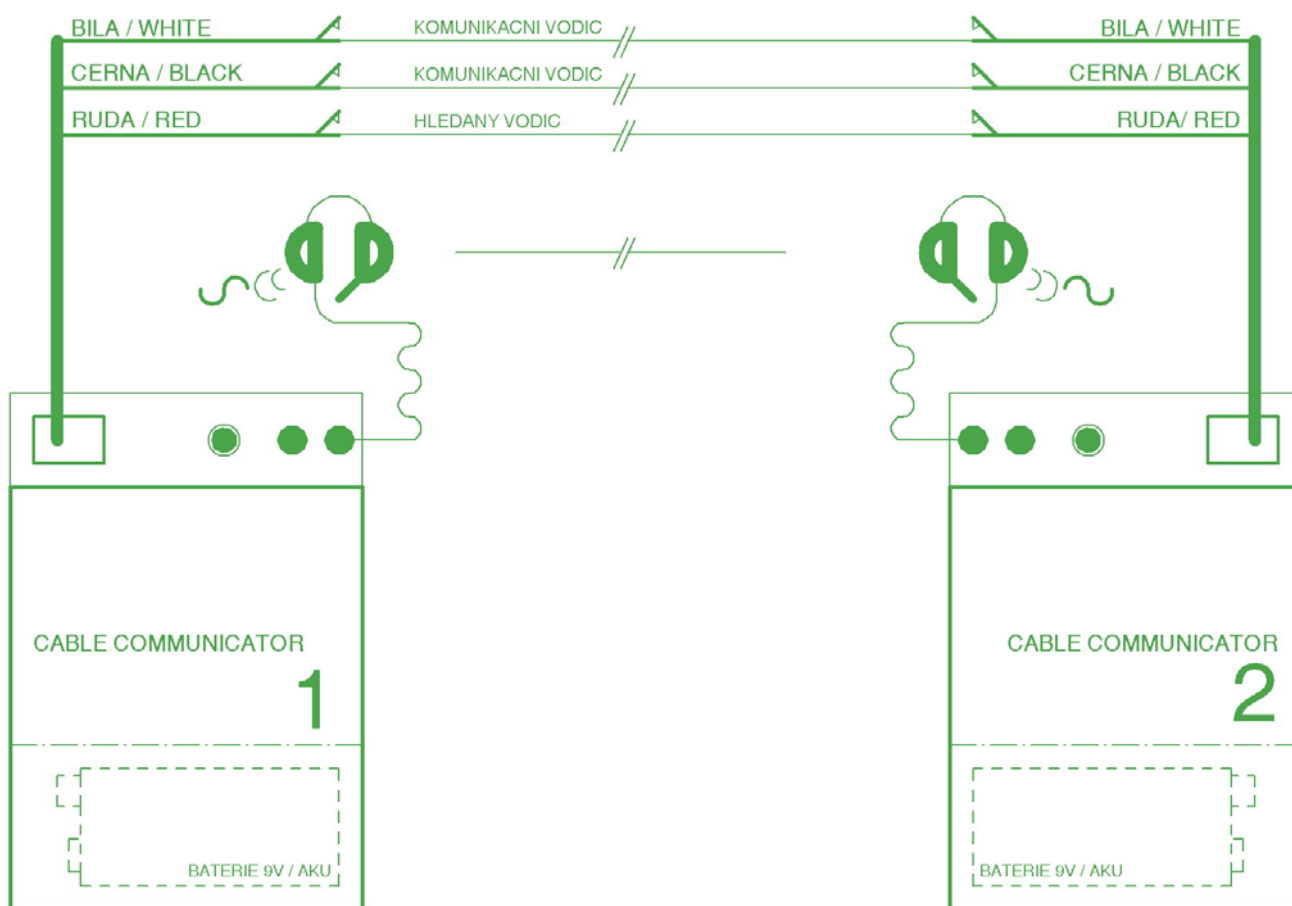 BILA / WHITE KOMUNIKACNI VODIC BILA / WHITE
CERNA / BLACK KOMUNIKACNI VODIC CERNA / BLACK
RUDA / RED HLEDANY VODIC RUDA/ RED
CABLE COMMUNICATOR CABLE COMMUNICATOR
1 2
BATERIE 9V / AKU BATERIE 9V / AKU